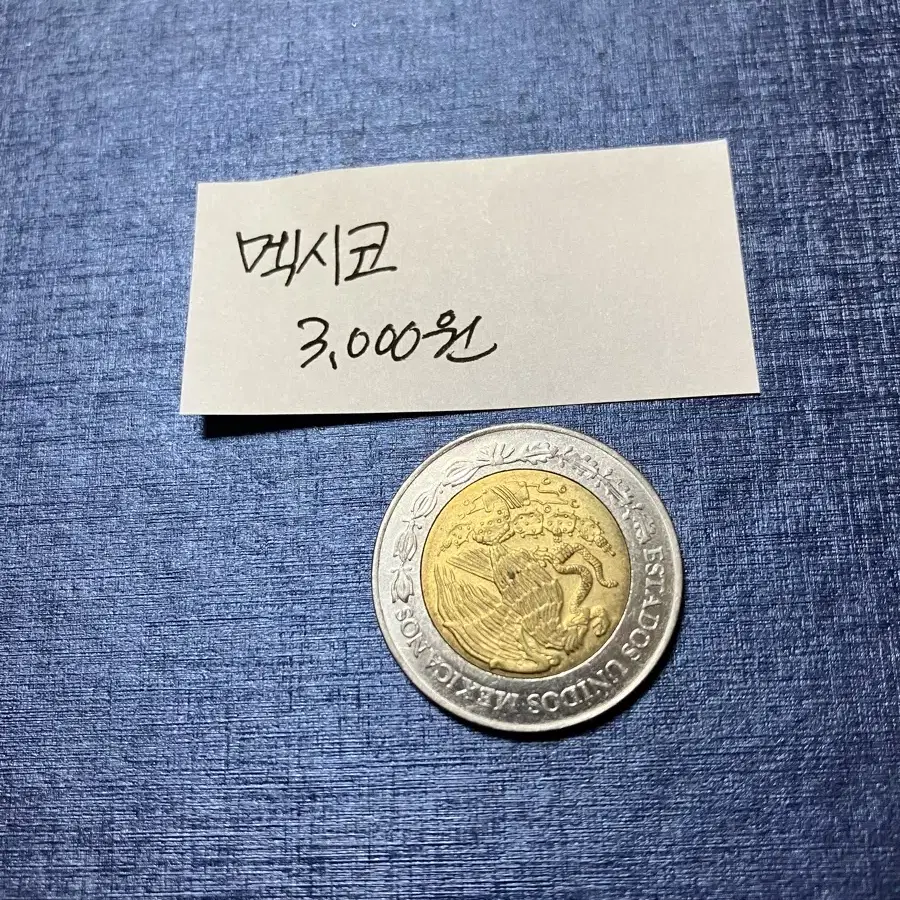 멕시코
3,000원
ESTADOS UNIDOS MEXICANOS